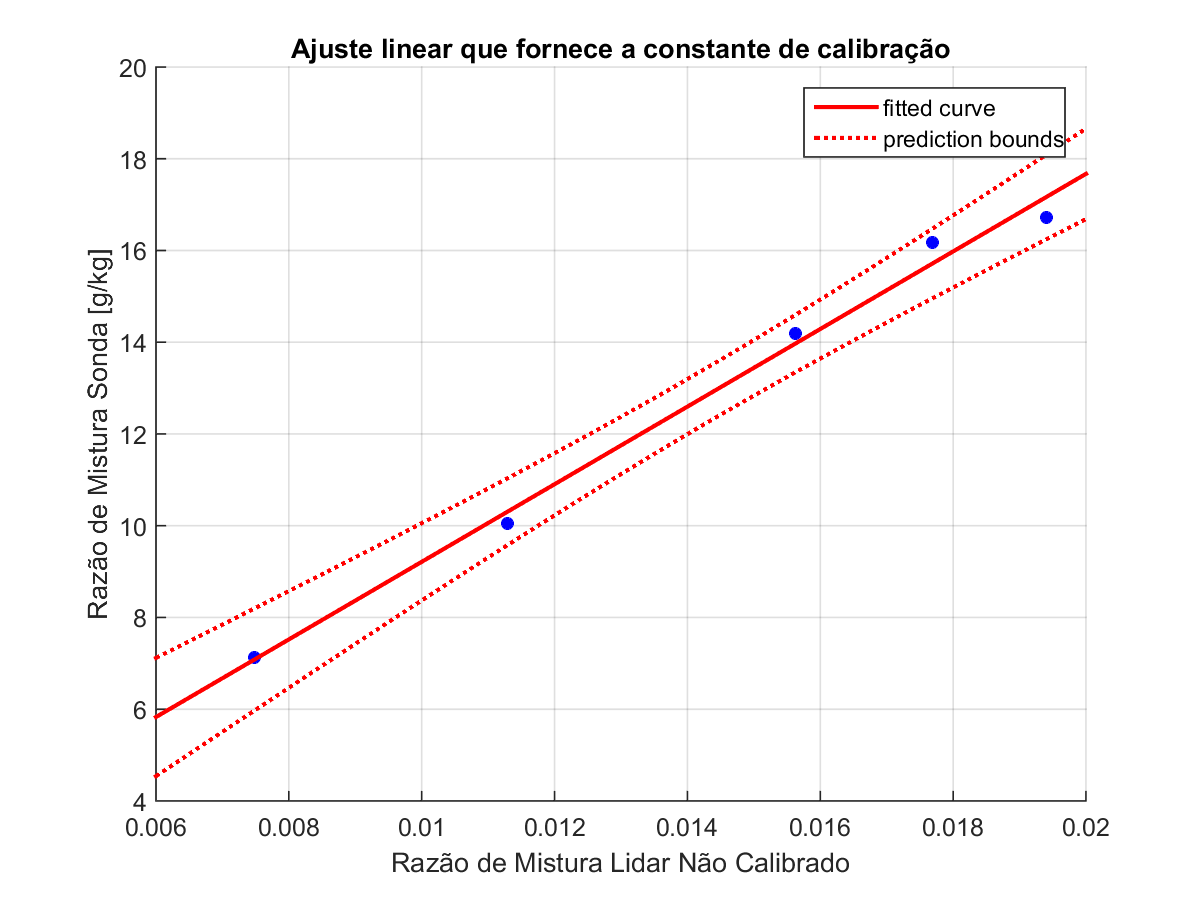 Ajuste linear que fornece a constante de calibração
fitted curve
prediction bounds
Razão de Mistura Sonda [g/kg]
20
18
16
14
12
10
8
6
4
0.006 0.008 0.01 0.012 0.014 0.016 0.018 0.02
Razão de Mistura Lidar Não Calibrado